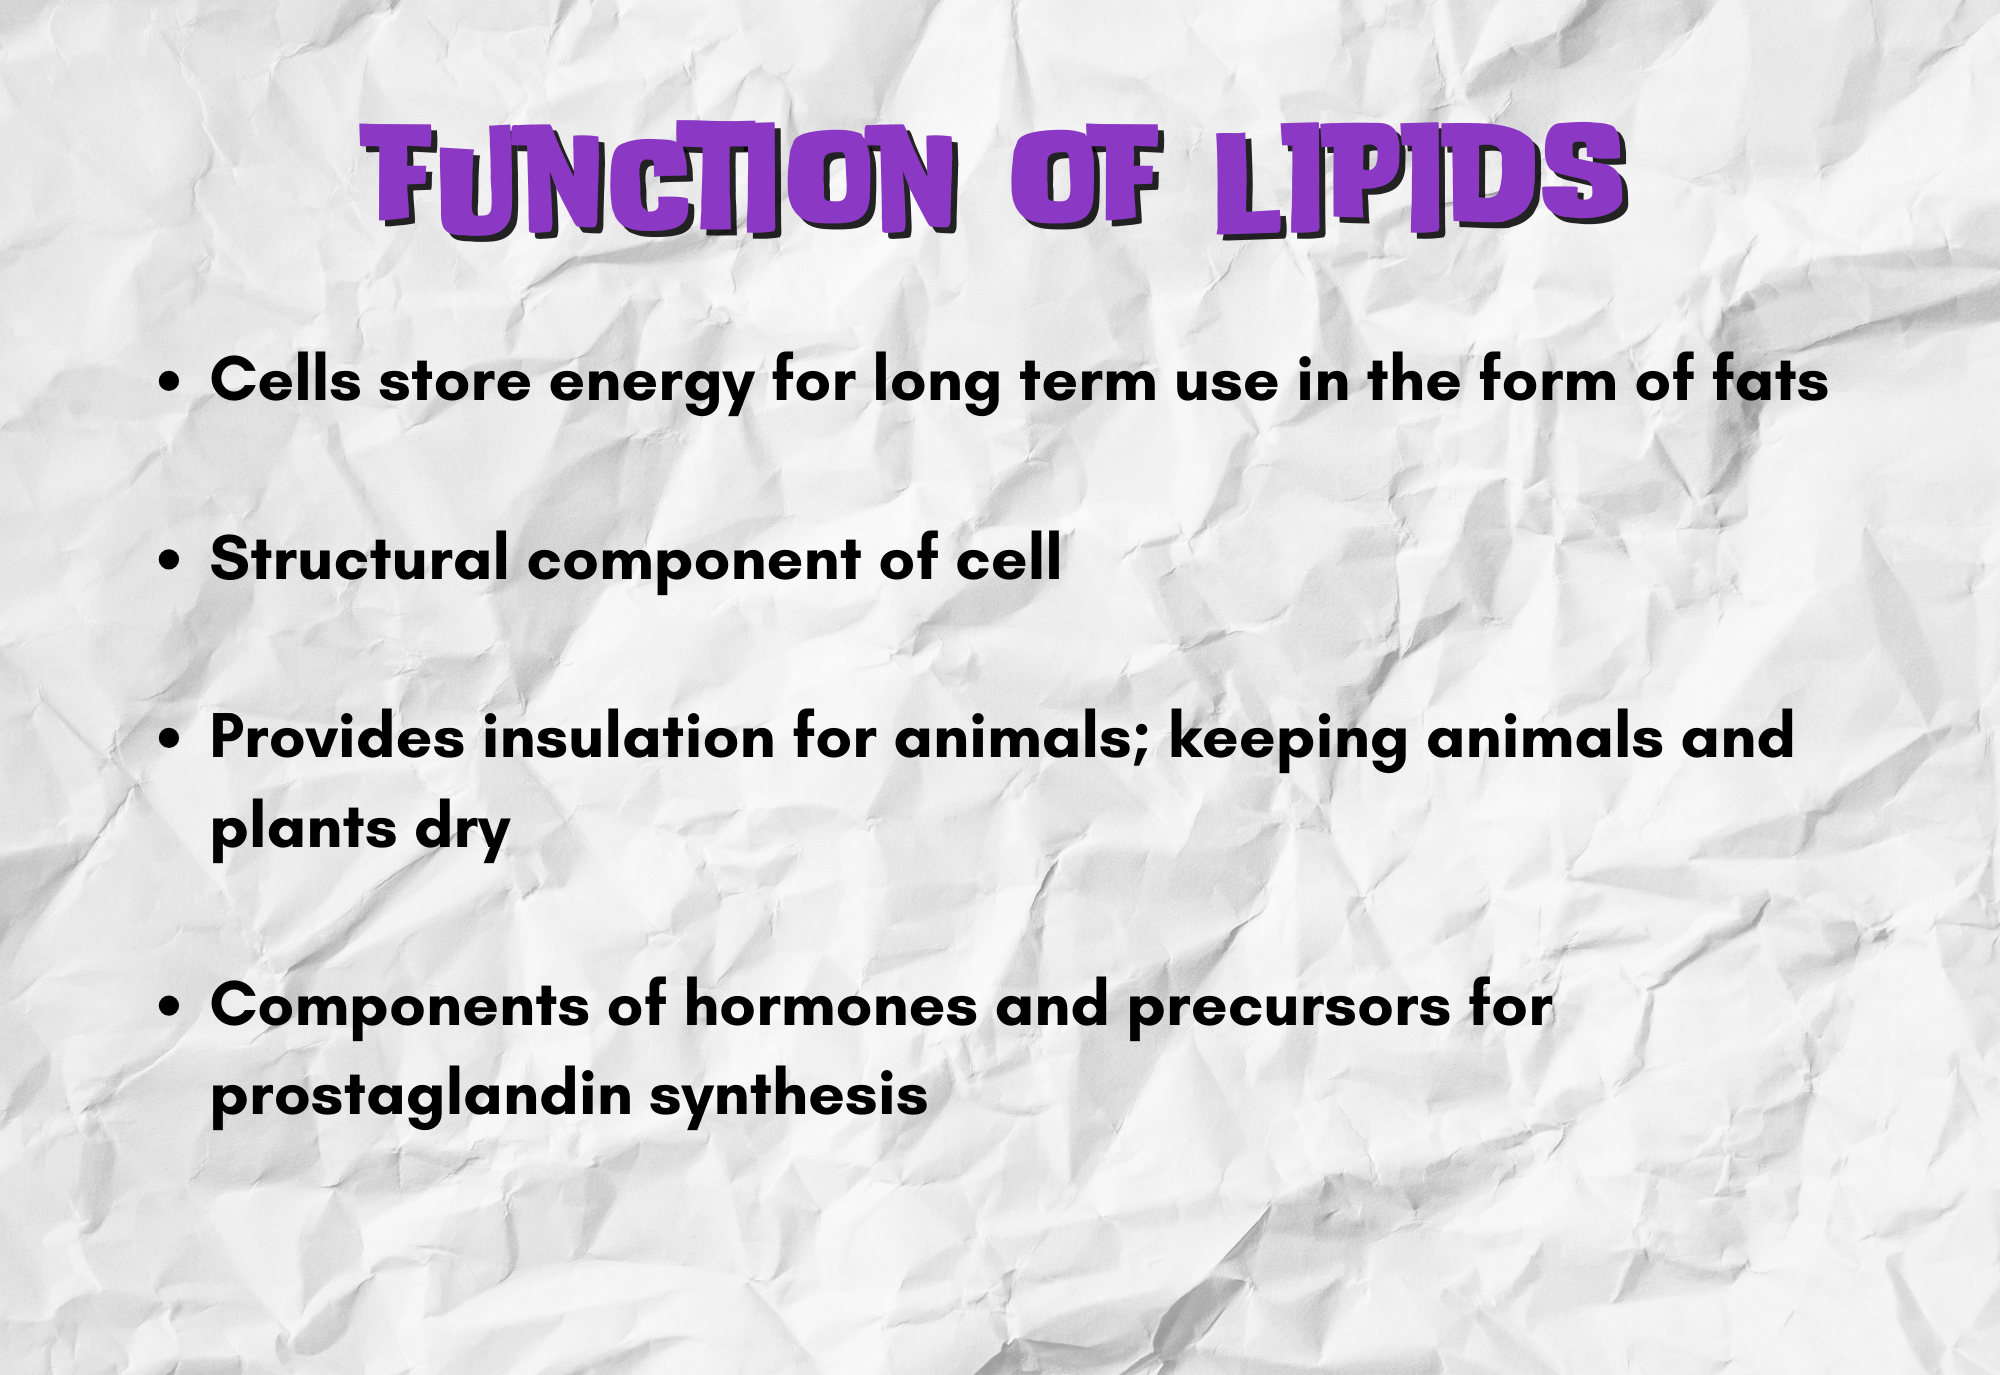 FUNCTION OF LIPIDS
• Cells store energy for long term use in the form of fats
• Structural component of cell
• Provides insulation for animals; keeping animals and
plants dry
• Components of hormones and precursors for
prostaglandin synthesis